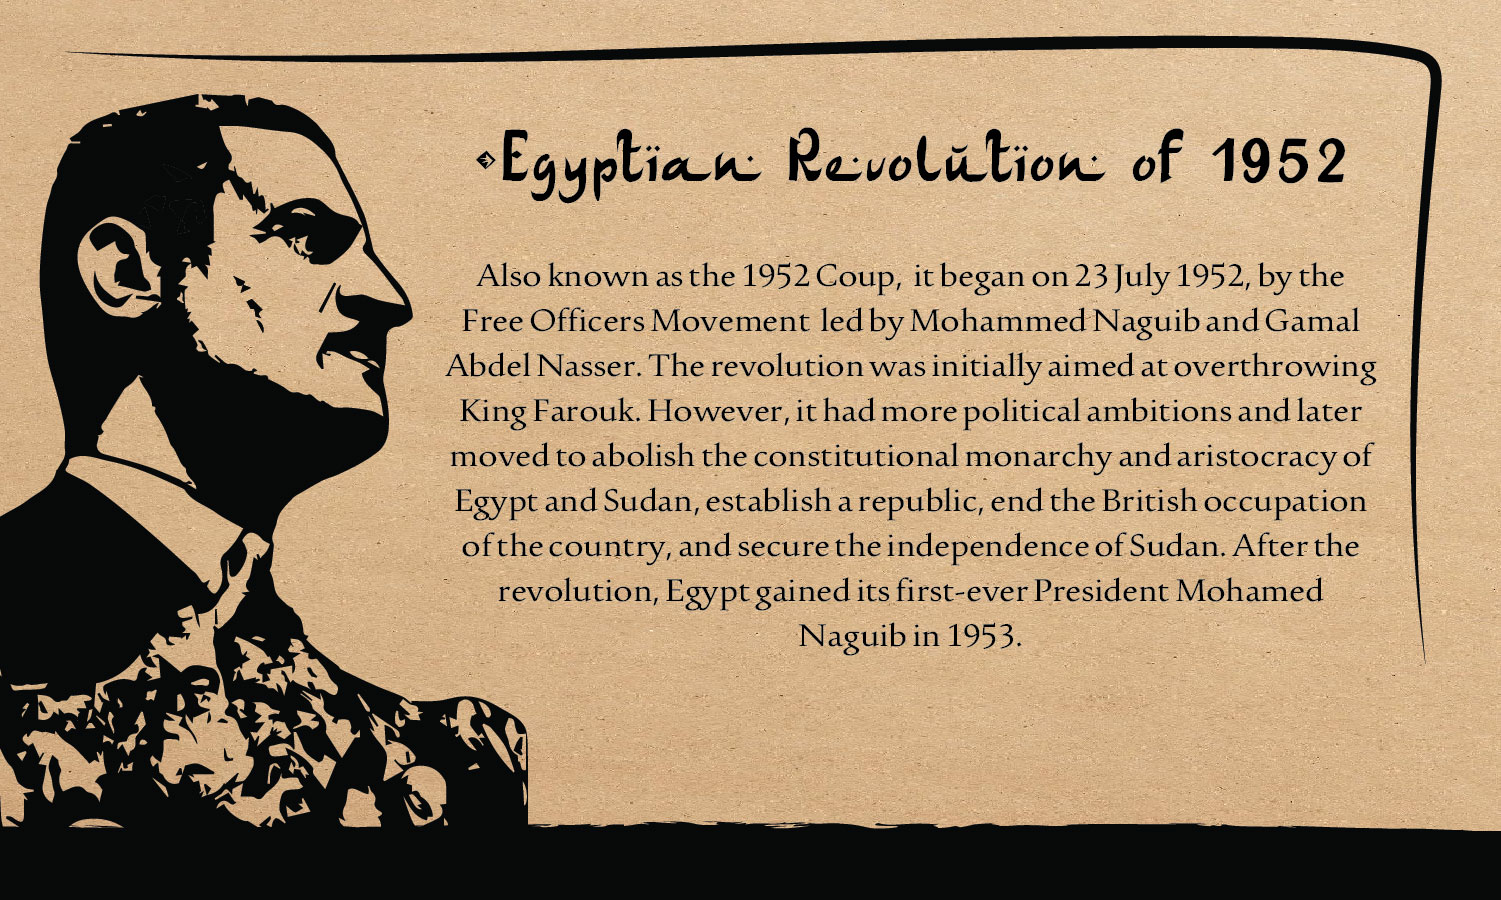 Egyptian Revolution of 1952
Also known as the 1952 Coup, it began on 23 July 1952, by the
Free Officers Movement led by Mohammed Naguib and Gamal
Abdel Nasser. The revolution was initially aimed at overthrowing
King Farouk. However, it had more political ambitions and later
moved to abolish the constitutional monarchy and aristocracy of
Egypt and Sudan, establish a republic, end the British occupation
of the country, and secure the independence of Sudan. After the
revolution, Egypt gained its first-ever President Mohamed
Naguib in 1953.